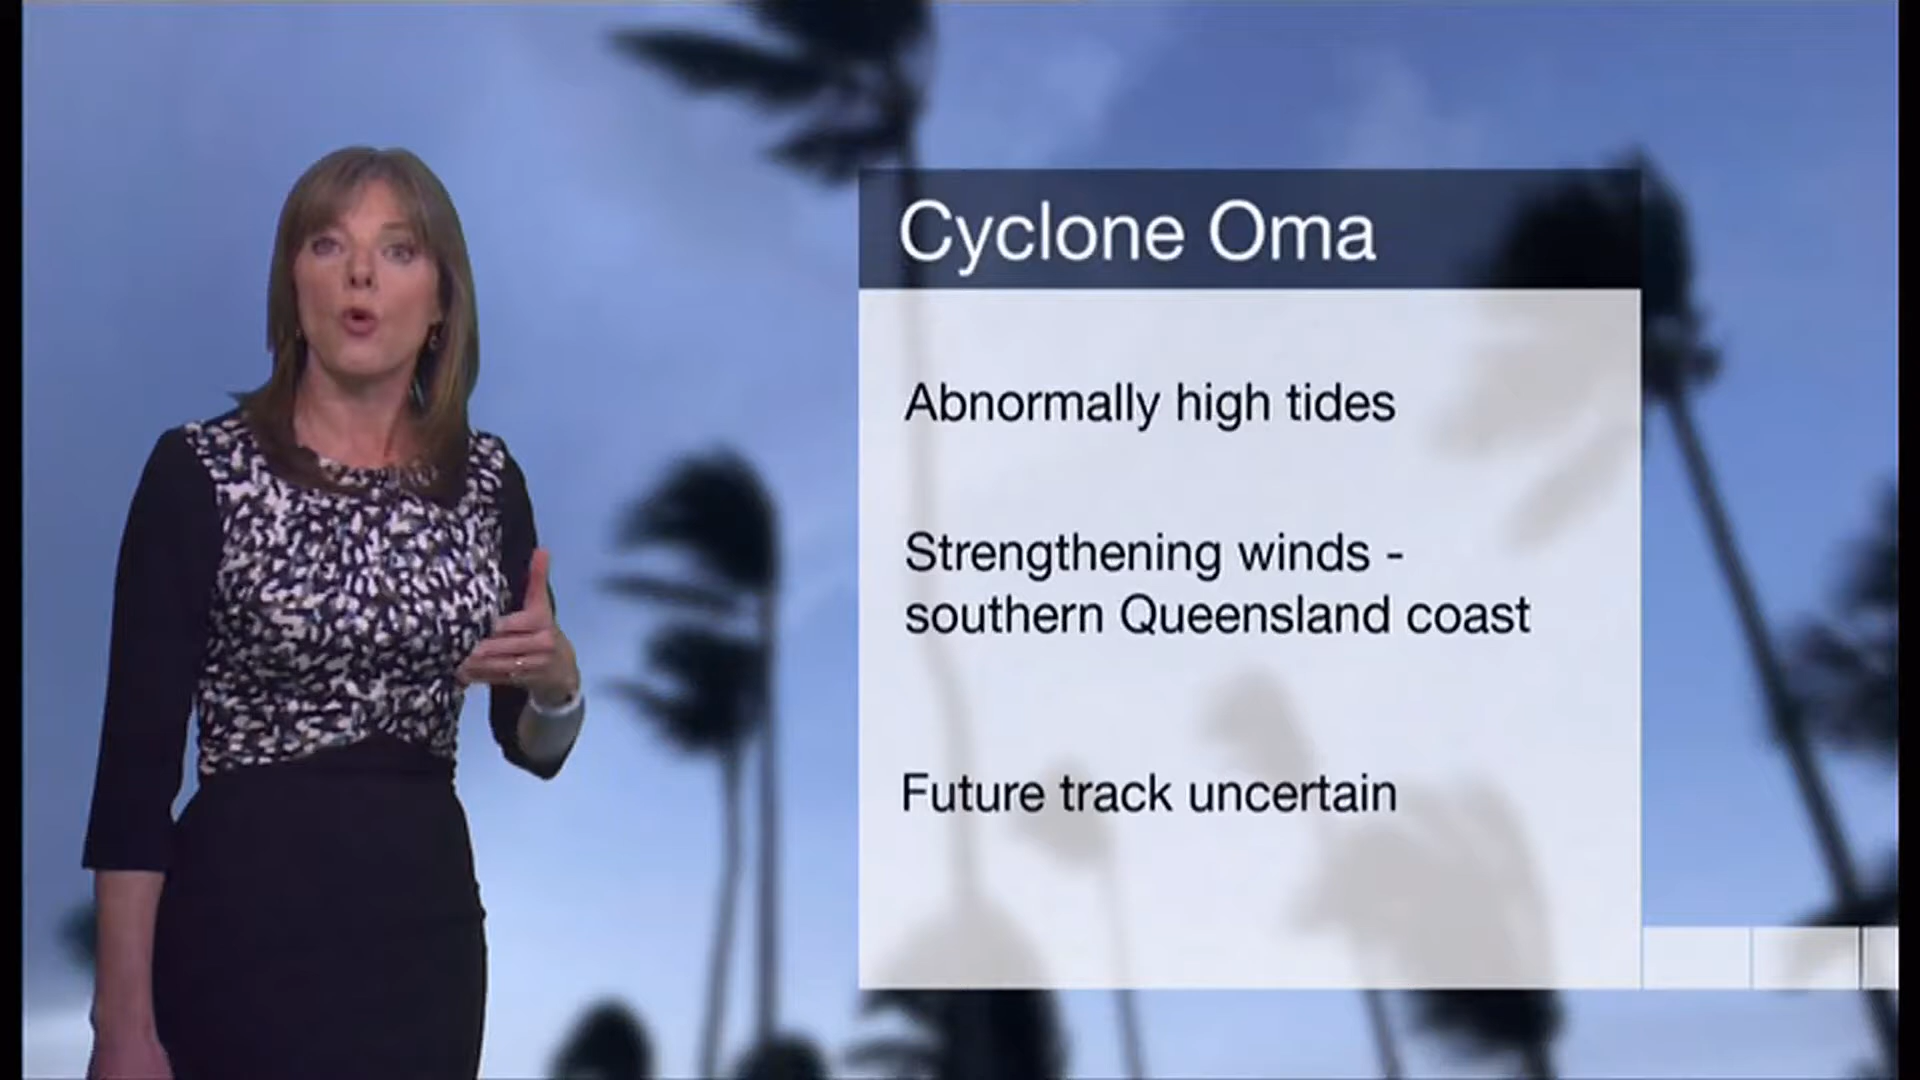 Cyclone Oma
Abnormally high tides
Strengthening winds -
southern Queensland coast
Future track uncertain